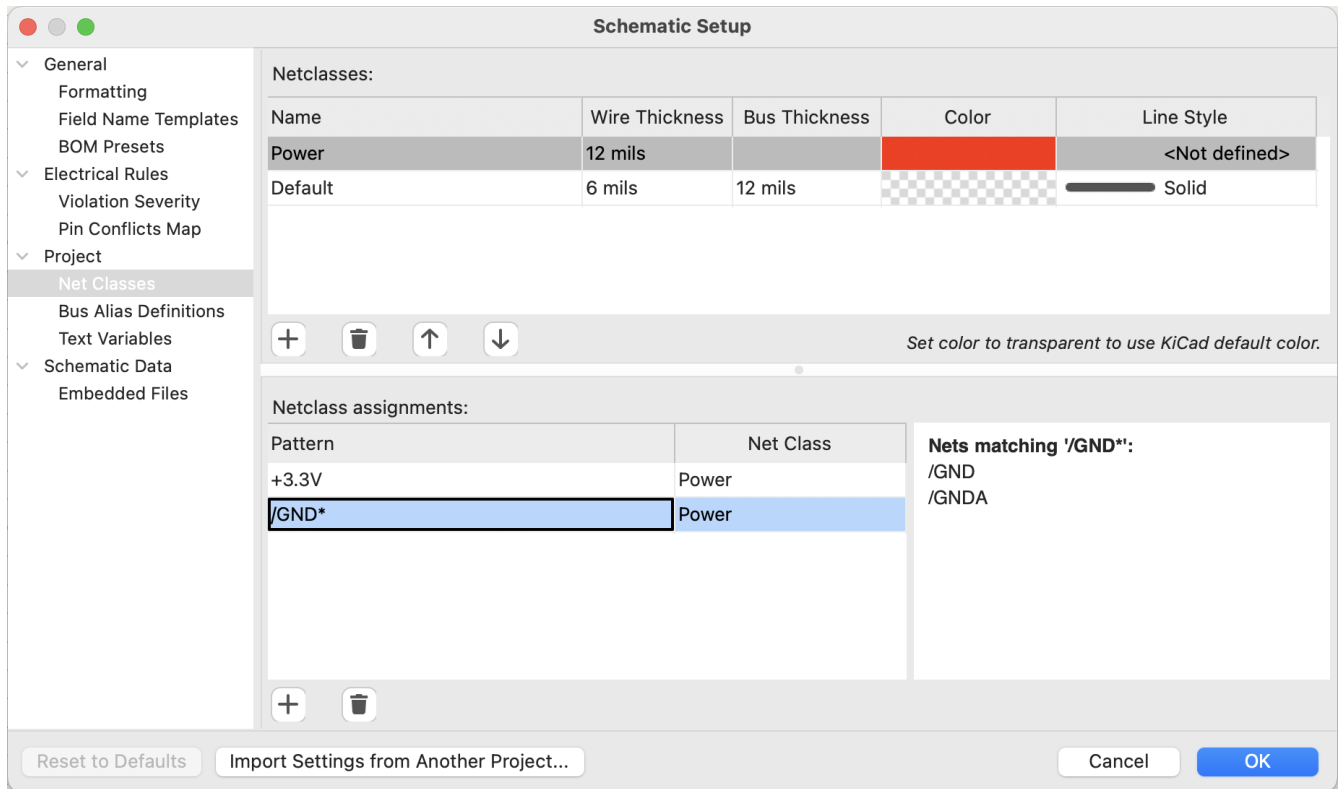 Schematic Setup
General
Formatting
Field Name Templates
BOM Presets
Electrical Rules
Violation Severity
Pin Conflicts Map
Project
Net Classes
Bus Alias Definitions
Text Variables
Schematic Data
Embedded Files
Netclasses:
Name Wire Thickness Bus Thickness Color Line Style
Power 12 mils <Not defined>
Default 6 mils 12 mils Solid
Set color to transparent to use KiCad default color.
Netclass assignments:
Pattern Net Class
+3.3V Power
/GND* Power
Nets matching '/GND*':
/GND
/GNDA
Reset to Defaults Import Settings from Another Project... Cancel OK